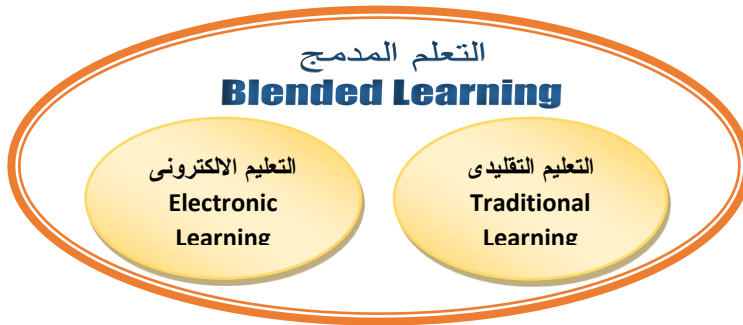 التعلم المدمج
Blended Learning
التعليم التقليدى
Traditional
Learning
التعليم الالكترونى
Electronic
Learning